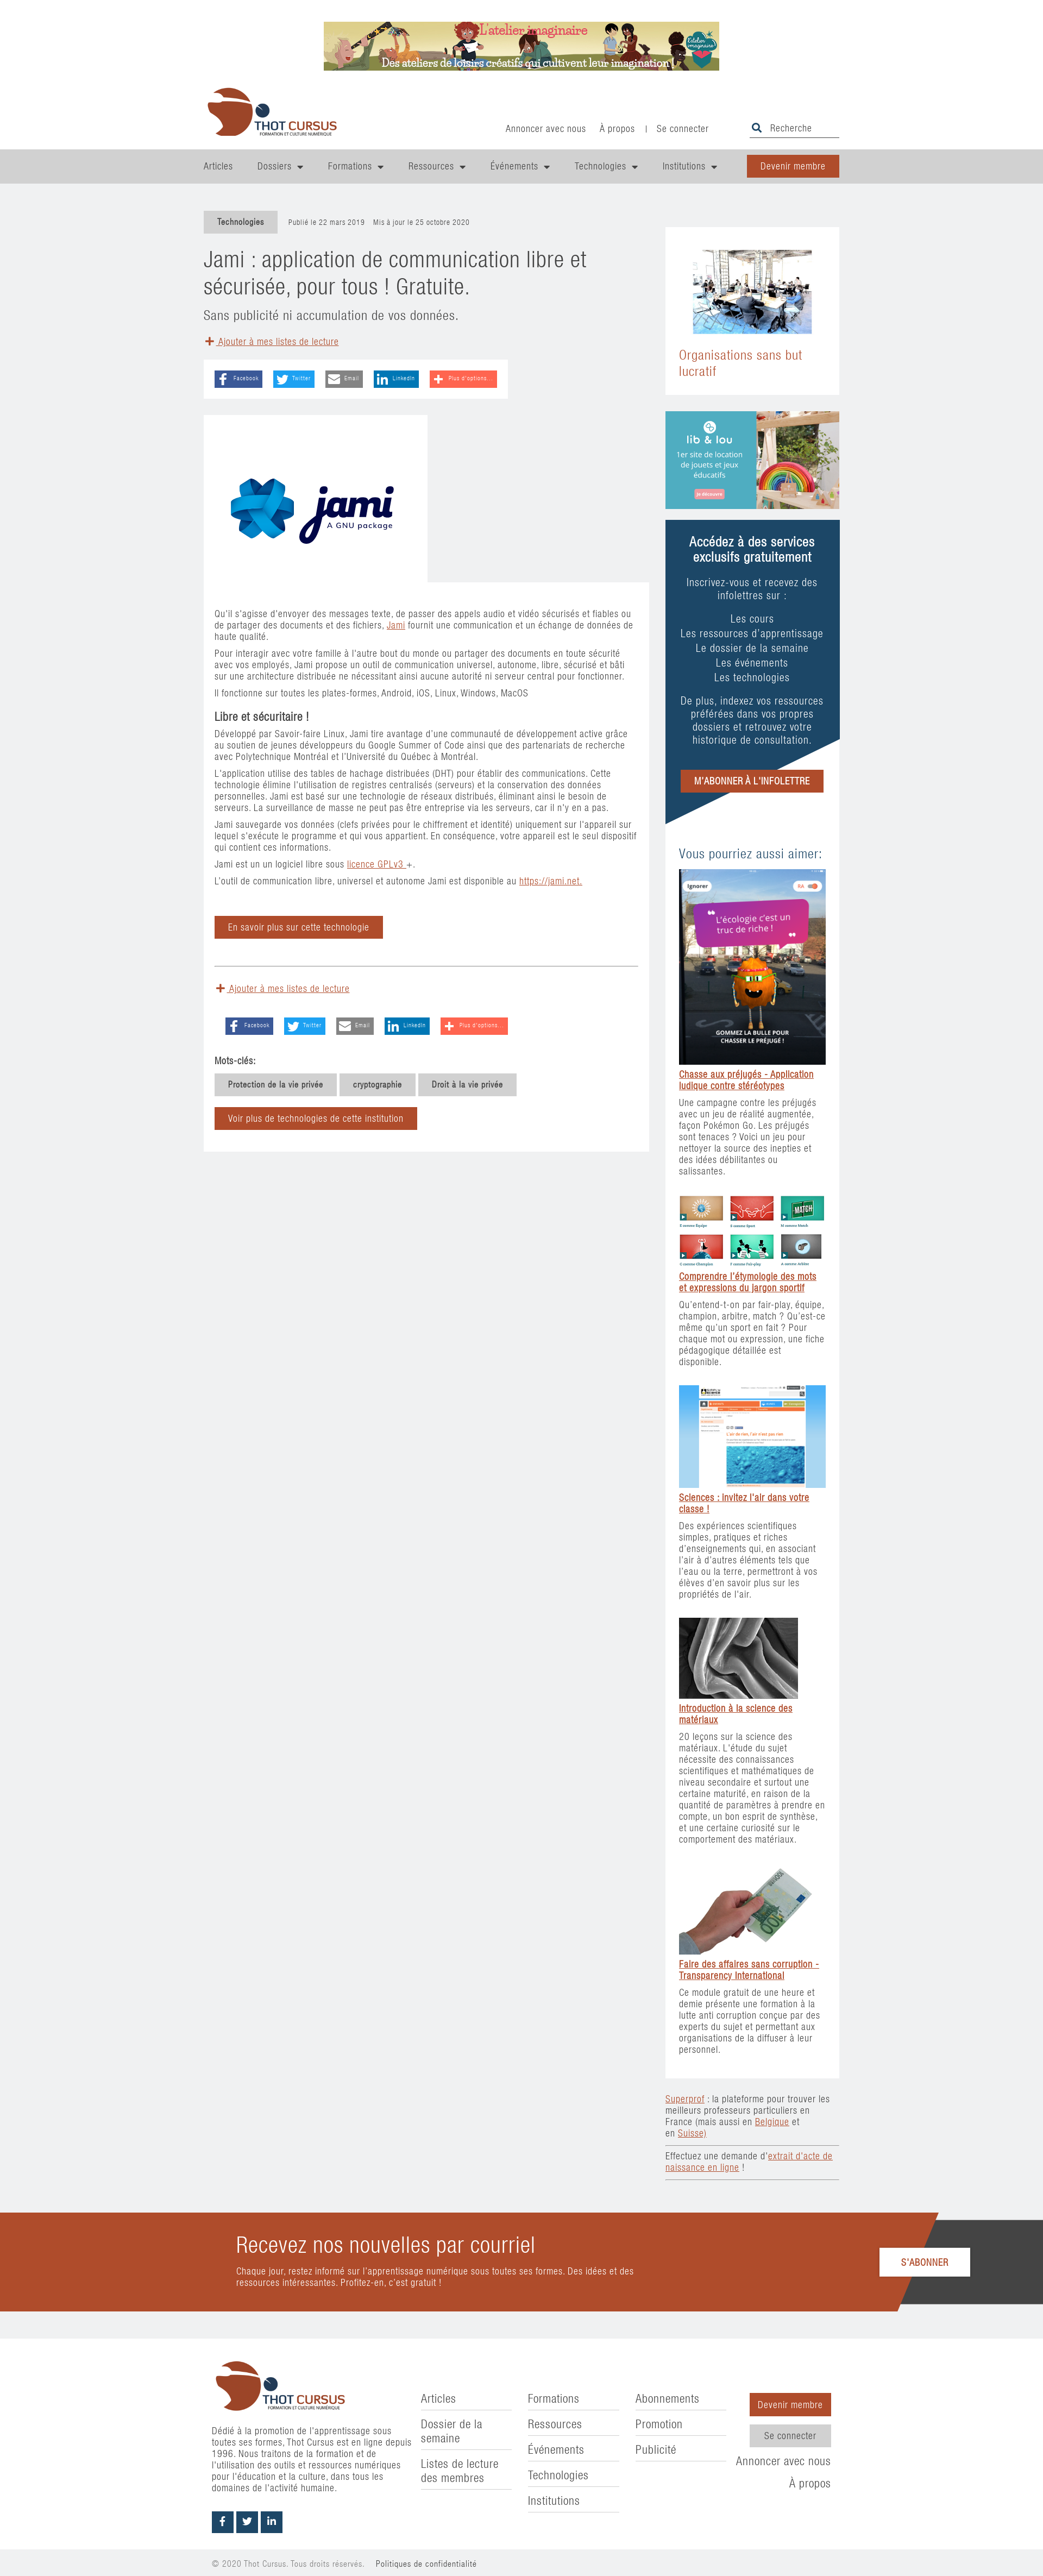 L'atelier imaginaire
Des ateliers de loisirs créatifs qui cultivent leur imagination !
L'atelier imaginaire
THOT CURSUS
FORMATION ET CULTURE NUMÉRIQUE
Annoncer avec nous
À propos
|
Se connecter
Recherche
Articles
Dossiers
Formations
Ressources
Événements
Technologies
Institutions
Devenir membre
Technologies
Publié le 22 mars 2019 Mis à jour le 25 octobre 2020
Jami : application de communication libre et
sécurisée, pour tous ! Gratuite.
Sans publicité ni accumulation de vos données.
Ajouter à mes listes de lecture
Facebook
Twitter
Email
LinkedIn
Plus d'options...
jami
A GNU package
Qu'il s'agisse d'envoyer des messages texte, de passer des appels audio et vidéo sécurisés et fiables ou
de partager des documents et des fichiers, Jami fournit une communication et un échange de données de
haute qualité.
Pour interagir avec votre famille à l'autre bout du monde ou partager des documents en toute sécurité
avec vos employés, Jami propose un outil de communication universel, autonome, libre, sécurisé et bâti
sur une architecture distribuée ne nécessitant ainsi aucune autorité ni serveur central pour fonctionner.
Il fonctionne sur toutes les plates-formes, Android, iOS, Linux, Windows, MacOS
Libre et sécuritaire !
Développé par Savoir-faire Linux, Jami tire avantage d'une communauté de développement active grâce
au soutien de jeunes développeurs du Google Summer of Code ainsi que des partenariats de recherche
avec Polytechnique Montréal et l'Université du Québec à Montréal.
L'application utilise des tables de hachage distribuées (DHT) pour établir des communications. Cette
technologie élimine l'utilisation de registres centralisés (serveurs) et la conservation des données
personnelles. Jami est basé sur une technologie de réseaux distribués, éliminant ainsi le besoin de
serveurs. La surveillance de masse ne peut pas être entreprise via les serveurs, car il n'y en a pas.
Jami sauvegarde vos données (clefs privées pour le chiffrement et identité) uniquement sur l'appareil sur
lequel s'exécute le programme et qui vous appartient. En conséquence, votre appareil est le seul dispositif
qui contient ces informations.
Jami est un un logiciel libre sous licence GPLv3 +.
L'outil de communication libre, universel et autonome Jami est disponible au https://jami.net.
En savoir plus sur cette technologie
Ajouter à mes listes de lecture
Facebook
Twitter
Email
LinkedIn
Plus d'options...
Mots-clés:
Protection de la vie privée
cryptographie
Droit à la vie privée
Voir plus de technologies de cette institution
Organisations sans but
lucratif
lib & lou
1er site de location
de jouets et jeux
éducatifs
Je découvre
Accédez à des services
exclusifs gratuitement
Inscrivez-vous et recevez des
infolettres sur :
Les cours
Les ressources d'apprentissage
Le dossier de la semaine
Les événements
Les technologies
De plus, indexez vos ressources
préférées dans vos propres
dossiers et retrouvez votre
historique de consultation.
M'ABONNER À L'INFOLETTRE
Vous pourriez aussi aimer:
Ignorer
RA
L'écologie c'est un
truc de riche !
GOMMEZ LA BULLE POUR
CHASSER LE PRÉJUGÉ !
Chasse aux préjugés - Application
ludique contre stéréotypes
Une campagne contre les préjugés
avec un jeu de réalité augmentée,
façon Pokémon Go. Les préjugés
sont tenaces ? Voici un jeu pour
nettoyer la source des inepties et
des idées débilitantes ou
salissantes.
MATCH
E comme Équipe
S comme Sport
M comme Match
C comme Champion
F comme Fair-play
A comme Arbitre
Comprendre l'étymologie des mots
et expressions du jargon sportif
Qu'entend-t-on par fair-play, équipe,
champion, arbitre, match ? Qu'est-ce
même qu'un sport en fait ? Pour
chaque mot ou expression, une fiche
pédagogique détaillée est
disponible.
L'air de rien, l'air n'est pas rien
Sciences : invitez l'air dans votre
classe !
Des expériences scientifiques
simples, pratiques et riches
d'enseignements qui, en associant
l'air à d'autres éléments tels que
l'eau ou la terre, permettront à vos
élèves d'en savoir plus sur les
propriétés de l'air.
Introduction à la science des
matériaux
20 leçons sur la science des
matériaux. L'étude du sujet
nécessite des connaissances
scientifiques et mathématiques de
niveau secondaire et surtout une
certaine maturité, en raison de la
quantité de paramètres à prendre en
compte, un bon esprit de synthèse,
et une certaine curiosité sur le
comportement des matériaux.
100
Faire des affaires sans corruption -
Transparency International
Ce module gratuit de une heure et
demie présente une formation à la
lutte anti corruption conçue par des
experts du sujet et permettant aux
organisations de la diffuser à leur
personnel.
Superprof : la plateforme pour trouver les
meilleurs professeurs particuliers en
France (mais aussi en Belgique et
en Suisse)
Effectuez une demande d'extrait d'acte de
naissance en ligne !
Recevez nos nouvelles par courriel
Chaque jour, restez informé sur l'apprentissage numérique sous toutes ses formes. Des idées et des
ressources intéressantes. Profitez-en, c'est gratuit !
S'ABONNER
THOT CURSUS
FORMATION ET CULTURE NUMÉRIQUE
Dédié à la promotion de l'apprentissage sous
toutes ses formes, Thot Cursus est en ligne depuis
1996. Nous traitons de la formation et de
l'utilisation des outils et ressources numériques
pour l'éducation et la culture, dans tous les
domaines de l'activité humaine.
Articles
Dossier de la
semaine
Listes de lecture
des membres
Formations
Ressources
Événements
Technologies
Institutions
Abonnements
Promotion
Publicité
Devenir membre
Se connecter
Annoncer avec nous
À propos
© 2020 Thot Cursus. Tous droits réservés. Politiques de confidentialité